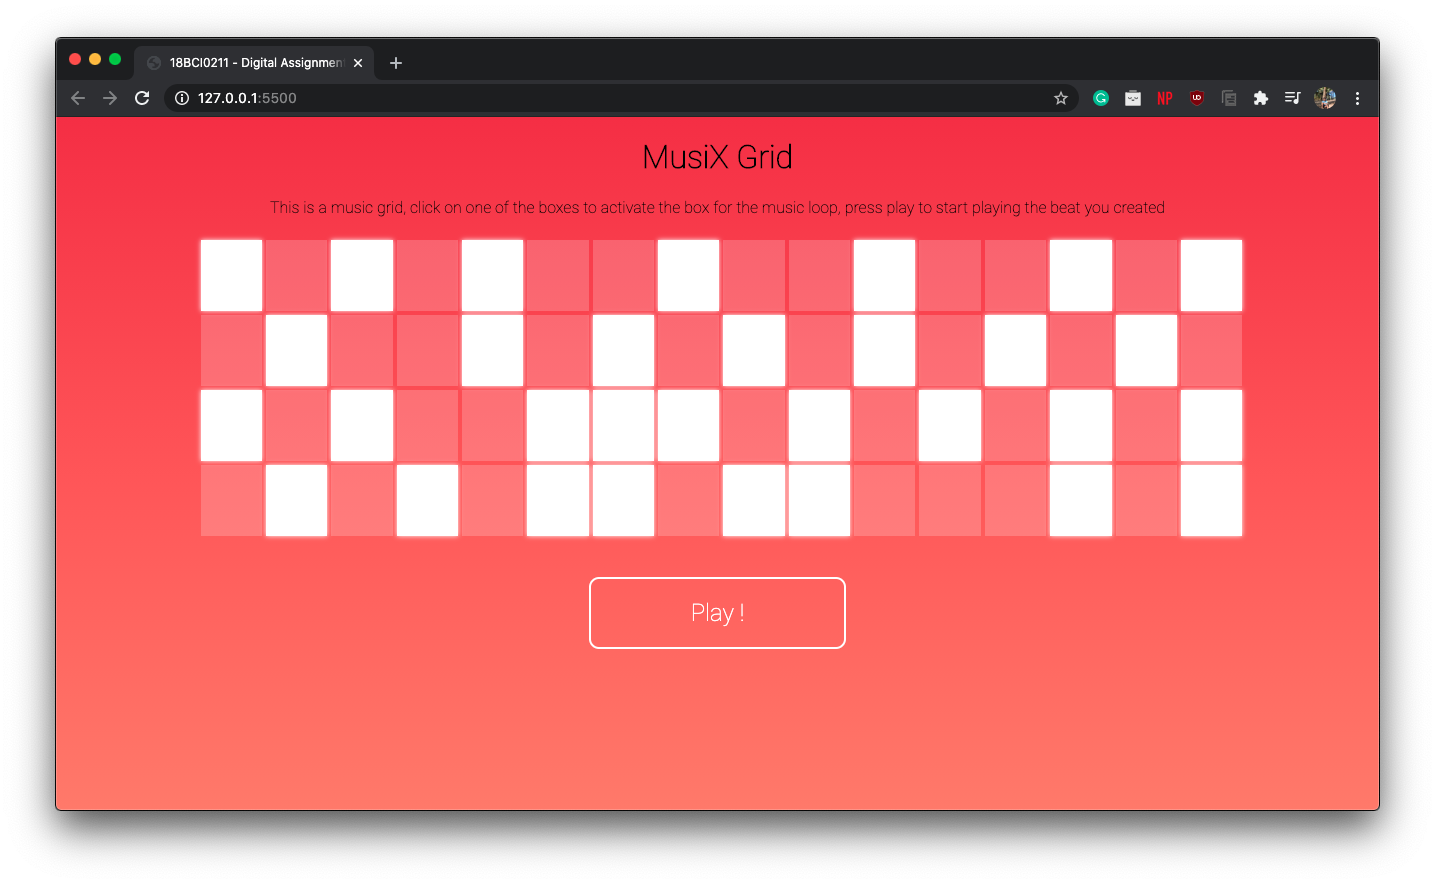 18BCI0211 - Digital Assignment
127.0.0.1:5500
NP
UD
MusiX Grid
This is a music grid, click on one of the boxes to activate the box for the music loop, press play to start playing the beat you created
Play !